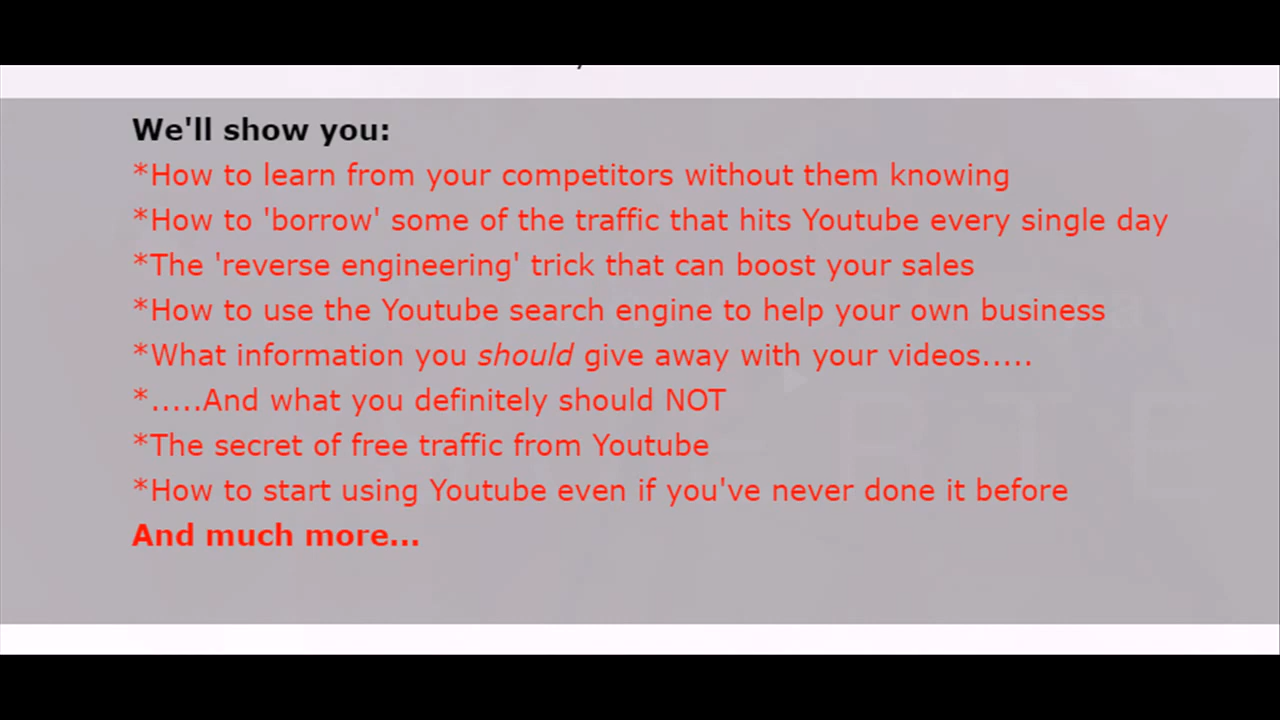 We'll show you:
*How to learn from your competitors without them knowing
*How to 'borrow' some of the traffic that hits Youtube every single day
*The 'reverse engineering' trick that can boost your sales
*How to use the Youtube search engine to help your own business
*What information you should give away with your videos.....
*.....And what you definitely should NOT
*The secret of free traffic from Youtube
*How to start using Youtube even if you've never done it before
And much more...